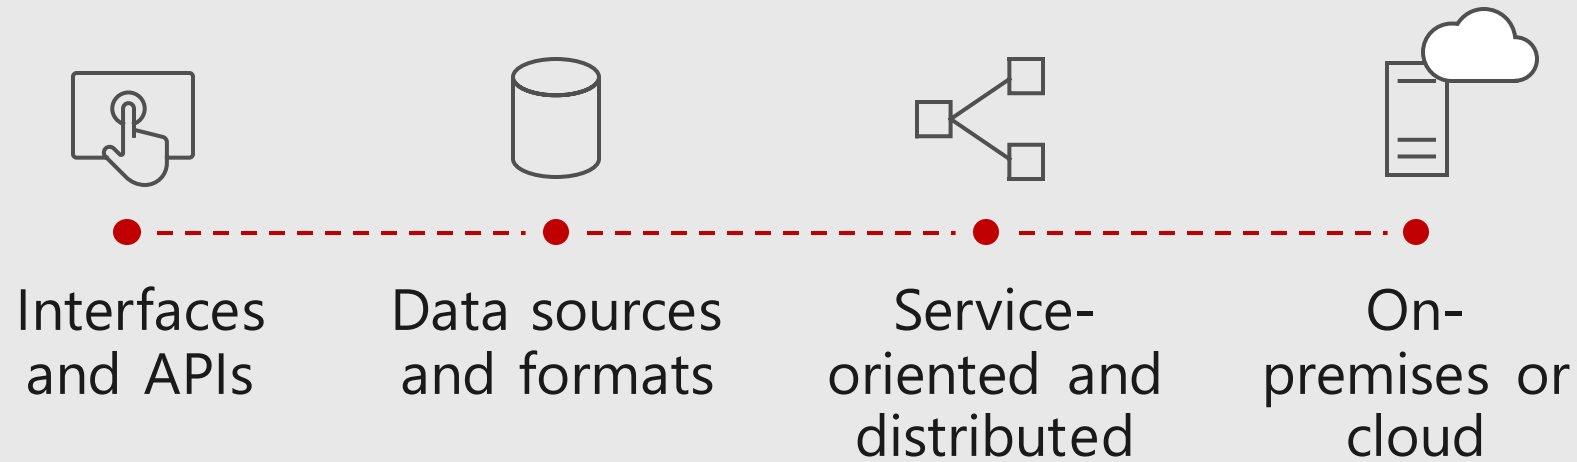 Interfaces
and APIs
Data sources
and formats
Service-
oriented and
distributed
On-
premises or
cloud